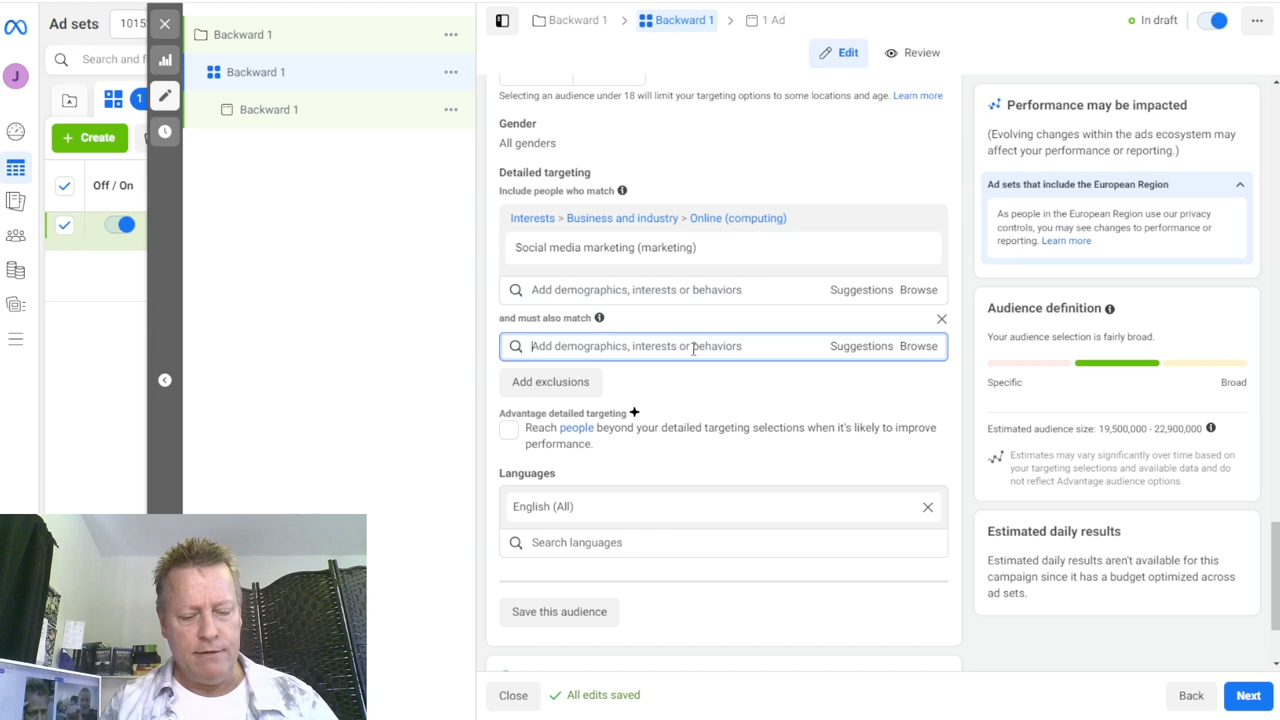 Ad sets
1015
Search and f
J
1
+ Create
Off / On
Backward 1
Backward 1
Backward 1
Backward 1 > Backward 1 > 1 Ad
In draft
Edit
Review
Selecting an audience under 18 will limit your targeting options to some locations and age. Learn more
Gender
All genders
Detailed targeting
Include people who match
Interests > Business and industry > Online (computing)
Social media marketing (marketing)
Add demographics, interests or behaviors Suggestions Browse
and must also match
Add demographics, interests or behaviors Suggestions Browse
Add exclusions
Advantage detailed targeting
Reach people beyond your detailed targeting selections when it's likely to improve
performance.
Languages
English (All)
Search languages
Save this audience
Close
All edits saved
Back
Next
Performance may be impacted
(Evolving changes within the ads ecosystem may
affect your performance or reporting.)
Ad sets that include the European Region
As people in the European Region use our privacy
controls, you may see changes to performance or
reporting. Learn more
Audience definition
Your audience selection is fairly broad.
Specific
Broad
Estimated audience size: 19,500,000 - 22,900,000
Estimates may vary significantly over time based on
your targeting selections and available data and do
not reflect Advantage audience options.
Estimated daily results
Estimated daily results aren't available for this
campaign since it has a budget optimized across
ad sets.